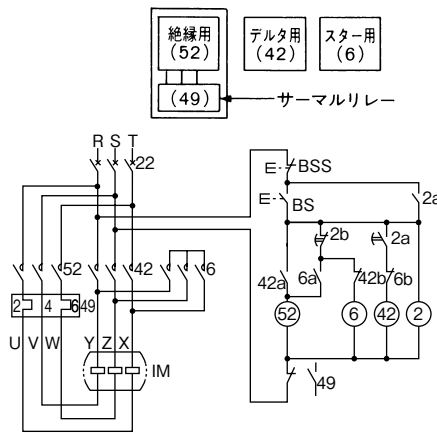 絶縁用
(52)
デルタ用
(42)
スター用
(6)
(49)
サーマルリレー
R S T
22
BSS
2a
BS
2b
2a
52
42
6
42a
6a
42b
6b
2 4 6 49
52
6
42
2
U V W
Y Z X
IM
49